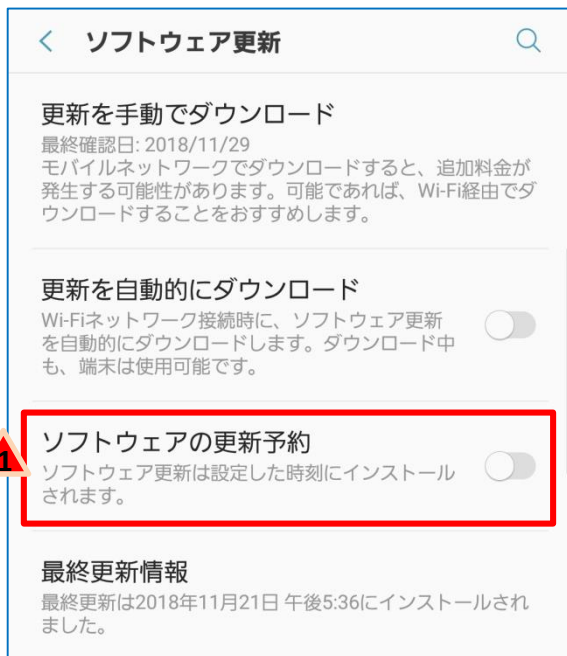 ソフトウェア更新
更新を手動でダウンロード
最終確認日: 2018/11/29
モバイルネットワークでダウンロードすると、追加料金が
発生する可能性があります。可能であれば、Wi-Fi経由でダ
ウンロードすることをおすすめします。
更新を自動的にダウンロード
Wi-Fiネットワーク接続時に、ソフトウェア更新
を自動的にダウンロードします。ダウンロード中
も、端末は使用可能です。
1
ソフトウェアの更新予約
ソフトウェア更新は設定した時刻にインストール
されます。
最終更新情報
最終更新は2018年11月21日 午後5:36にインストールされ
ました。